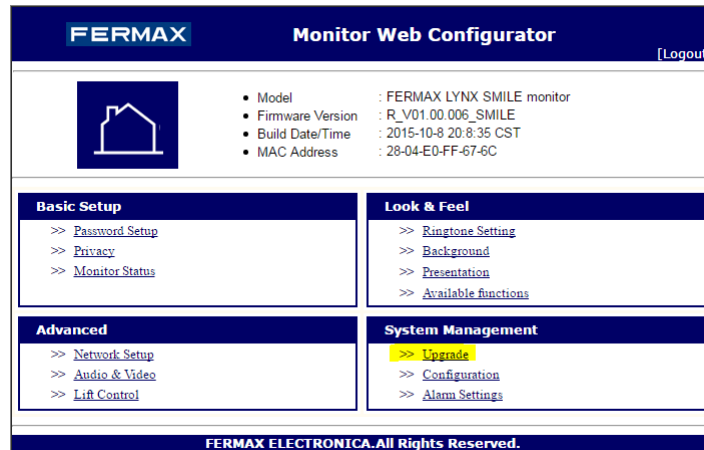 FERMAX Monitor Web Configurator
[Logout
• Model : FERMAX LYNX SMILE monitor
• Firmware Version : R_V01.00.006_SMILE
• Build Date/Time : 2015-10-8 20:8:35 CST
• MAC Address : 28-04-E0-FF-67-6C
Basic Setup
>> Password Setup
>> Privacy
>> Monitor Status
Look & Feel
>> Ringtone Setting
>> Background
>> Presentation
>> Available functions
Advanced
>> Network Setup
>> Audio & Video
>> Lift Control
System Management
>> Upgrade
>> Configuration
>> Alarm Settings
FERMAX ELECTRONICA.All Rights Reserved.